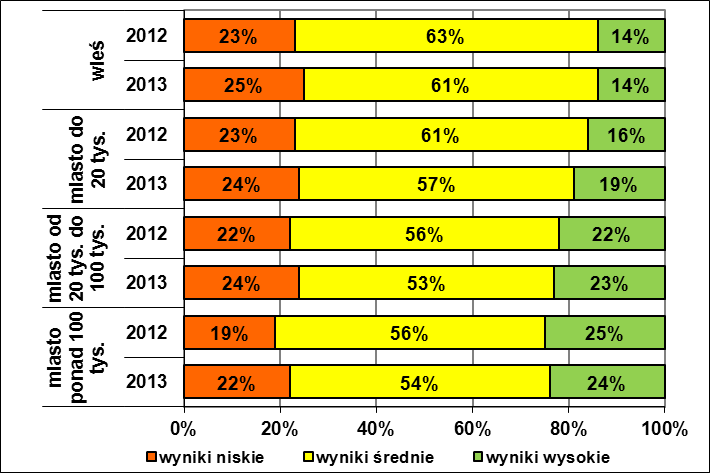 wieś
2012
23% 63% 14%
2013
25% 61% 14%
miasto do
20 tys.
2012
23% 61% 16%
2013
24% 57% 19%
miasto od
20 tys. do
100 tys.
2012
22% 56% 22%
2013
24% 53% 23%
miasto
ponad 100
tys.
2012
19% 56% 25%
2013
22% 54% 24%
0% 20% 40% 60% 80% 100%
wyniki niskie wyniki średnie wyniki wysokie